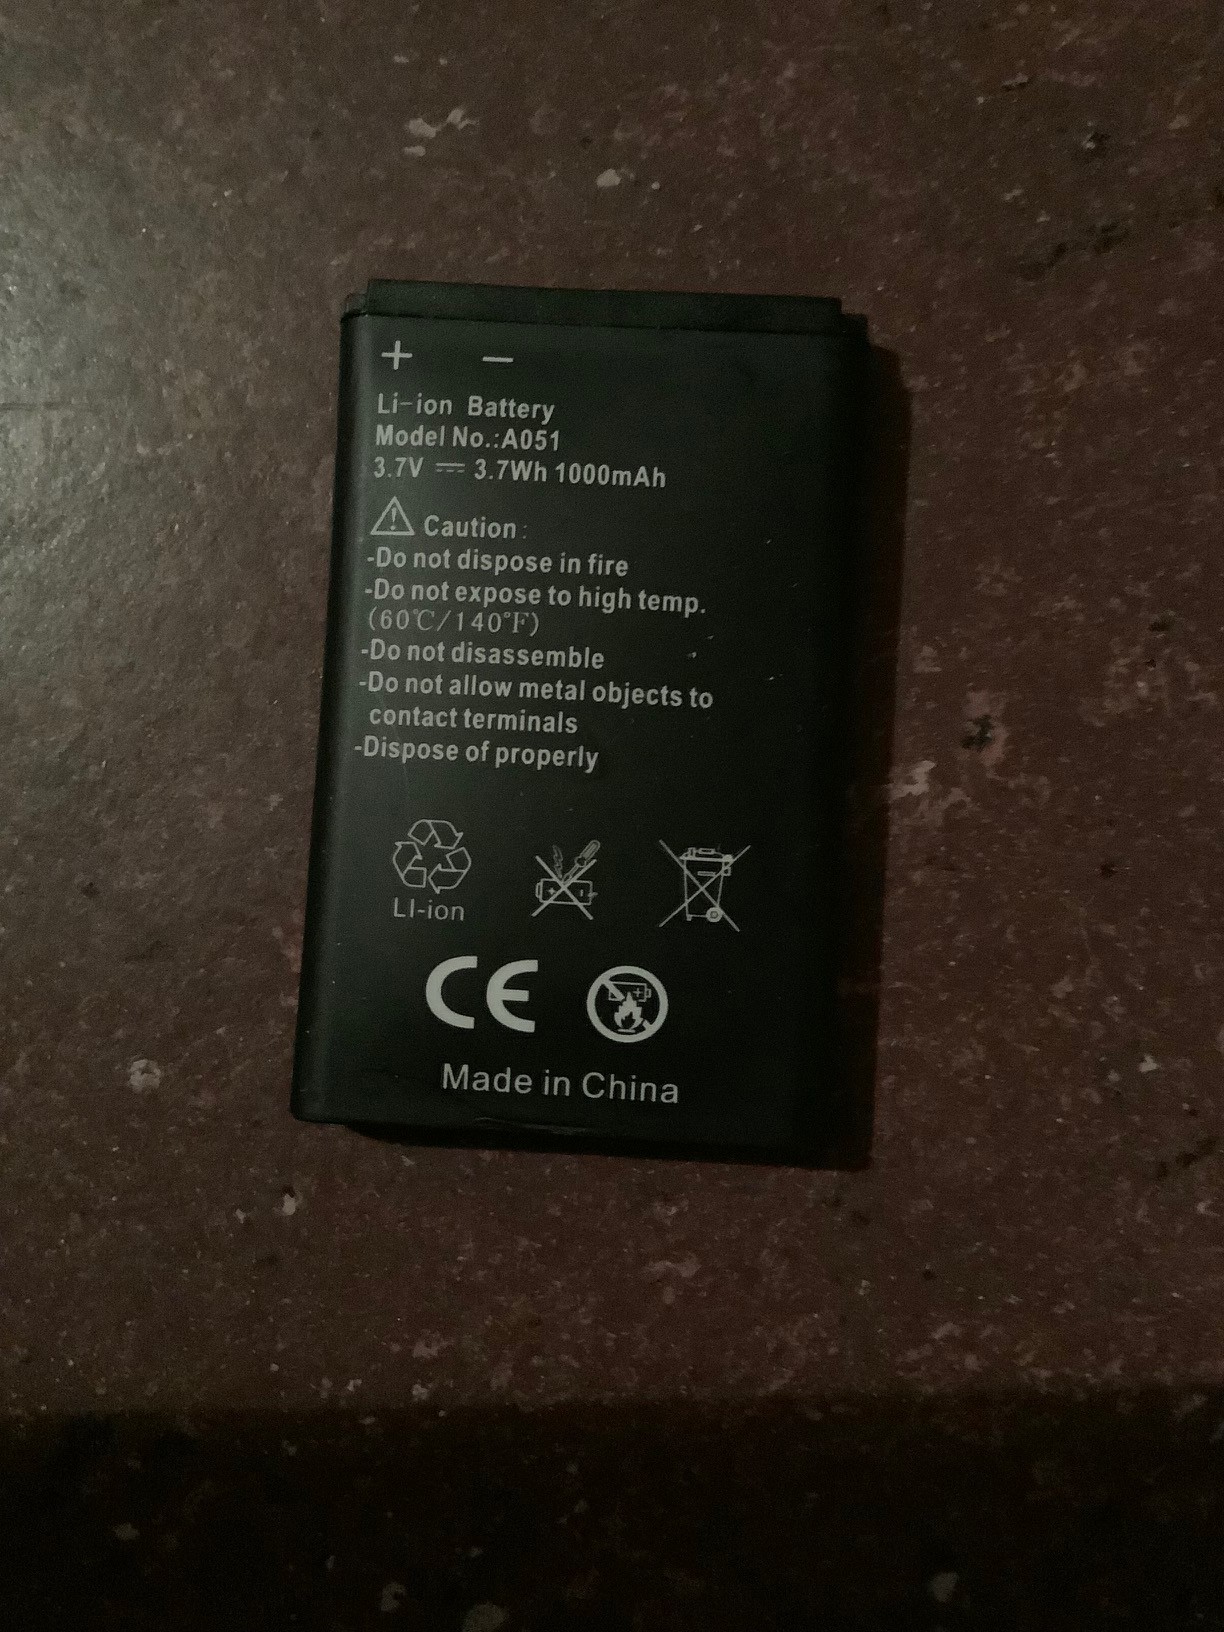 + −
Li-ion Battery
Model No.:A051
3.7V ⎓ 3.7Wh 1000mAh
⚠ Caution:
-Do not dispose in fire
-Do not expose to high temp.
(60℃/140°F)
-Do not disassemble
-Do not allow metal objects to
contact terminals
-Dispose of properly
LI-ion
CE
Made in China